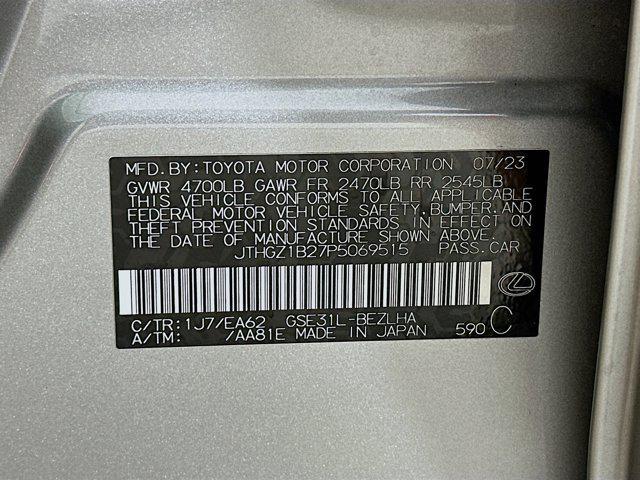 MFD.BY:TOYOTA MOTOR CORPORATION 07/23
GVWR 4700LB GAWR FR 2470LB RR 2545LB
THIS VEHICLE CONFORMS TO ALL APPLICABLE
FEDERAL MOTOR VEHICLE SAFETY,BUMPER,AND
THEFT PREVENTION STANDARDS IN EFFECT ON
THE DATE OF MANUFACTURE SHOWN ABOVE.
JTHGZ1B27P5069515 PASS.CAR
C/TR:1J7/EA62 GSE31L-BEZLHA
A/TM: /AA81E MADE IN JAPAN 590 C